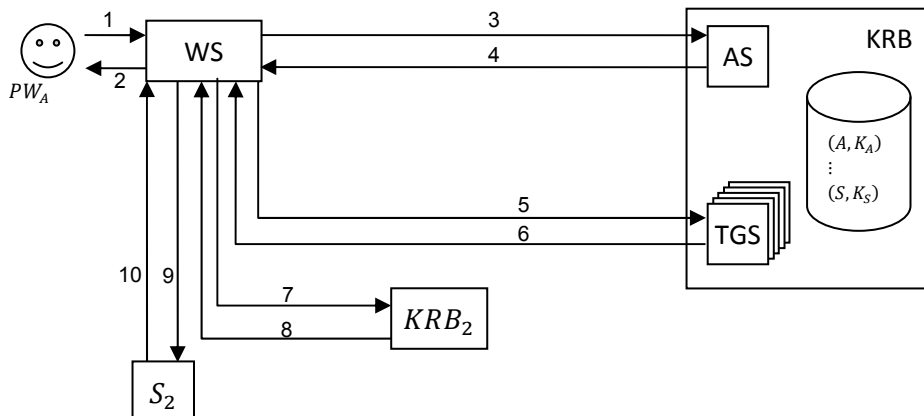 1
3
KRB
WS
4
AS
2
PW_A
(A, K_A)
⋮
(S, K_S)
5
TGS
6
10
9
7
KRB_2
8
S_2